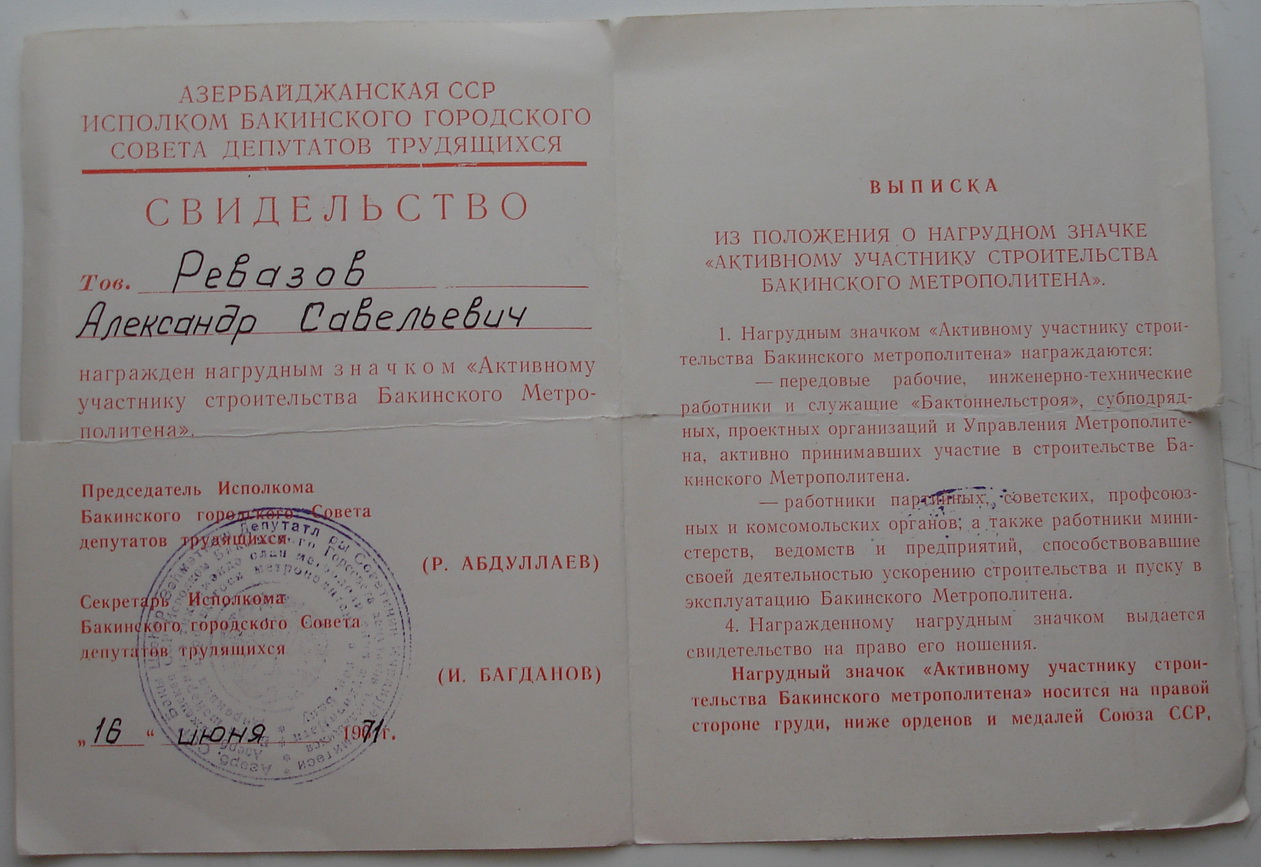 АЗЕРБАЙДЖАНСКАЯ ССР
ИСПОЛКОМ БАКИНСКОГО ГОРОДСКОГО
СОВЕТА ДЕПУТАТОВ ТРУДЯЩИХСЯ
СВИДЕТЕЛЬСТВО
Тов. Ревазов
Александр Савельевич
награжден нагрудным значком «Активному
участнику строительства Бакинского Метро-
политена».
Председатель Исполкома
Бакинского городского Совета
депутатов трудящихся
(Р. АБДУЛЛАЕВ)
Секретарь Исполкома
Бакинского городского Совета
депутатов трудящихся
(И. БАГДАНОВ)
„16“ июня 1971г.
ВЫПИСКА
ИЗ ПОЛОЖЕНИЯ О НАГРУДНОМ ЗНАЧКЕ
«АКТИВНОМУ УЧАСТНИКУ СТРОИТЕЛЬСТВА
БАКИНСКОГО МЕТРОПОЛИТЕНА».
1. Нагрудным значком «Активному участнику строи-
тельства Бакинского метрополитена» награждаются:
— передовые рабочие, инженерно-технические
работники и служащие «Бактоннельстроя», субподряд-
ных, проектных организаций и Управления Метрополите-
на, активно принимавших участие в строительстве Ба-
кинского Метрополитена.
— работники партийных, советских, профсоюз-
ных и комсомольских органов; а также работники мини-
стерств, ведомств и предприятий, способствовавшие
своей деятельностью ускорению строительства и пуску в
эксплуатацию Бакинского Метрополитена.
4. Награжденному нагрудным значком выдается
свидетельство на право его ношения.
Нагрудный значок «Активному участнику строи-
тельства Бакинского метрополитена» носится на правой
стороне груди, ниже орденов и медалей Союза ССР.